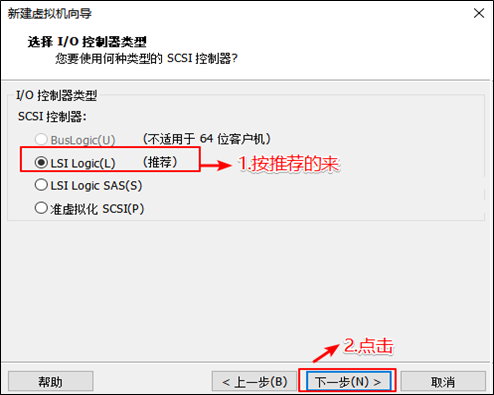 新建虚拟机向导
选择 I/O 控制器类型
您要使用何种类型的 SCSI 控制器?
I/O 控制器类型
SCSI 控制器:
BusLogic(U) (不适用于 64 位客户机)
LSI Logic(L) (推荐) 1.按推荐的来
LSI Logic SAS(S)
准虚拟化 SCSI(P)
2.点击
帮助 < 上一步(B) 下一步(N) > 取消